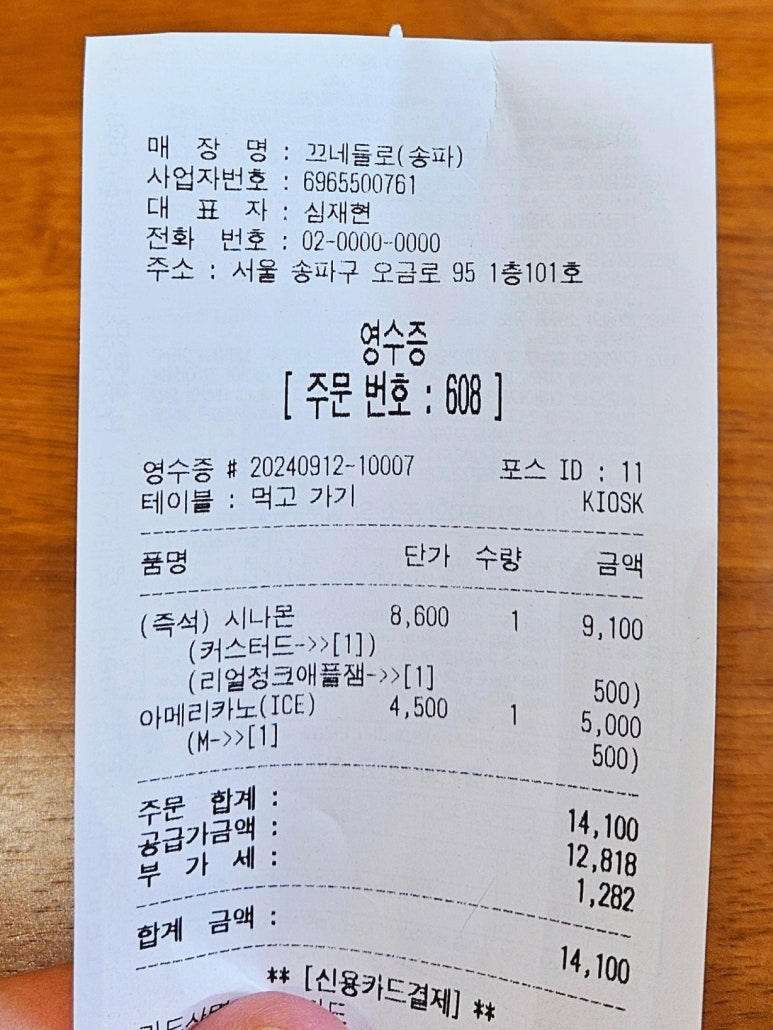 매 장 명 : 끄네들로(송파)
사업자번호 : 6965500761
대 표 자 : 심재현
전화 번호 : 02-0000-0000
주소 : 서울 송파구 오금로 95 1층101호
영수증
[ 주문 번호 : 608 ]
영수증 # 20240912-10007 포스 ID : 11
테이블 : 먹고 가기 KIOSK
품명 단가 수량 금액
(즉석) 시나몬 8,600 1 9,100
(커스터드->>[1])
(리얼청크애플잼->>[1] 500)
아메리카노(ICE) 4,500 1 5,000
(M->>[1] 500)
주문 합계 : 14,100
공급가금액 : 12,818
부 가 세 : 1,282
합계 금액 : 14,100
** [신용카드결제] **